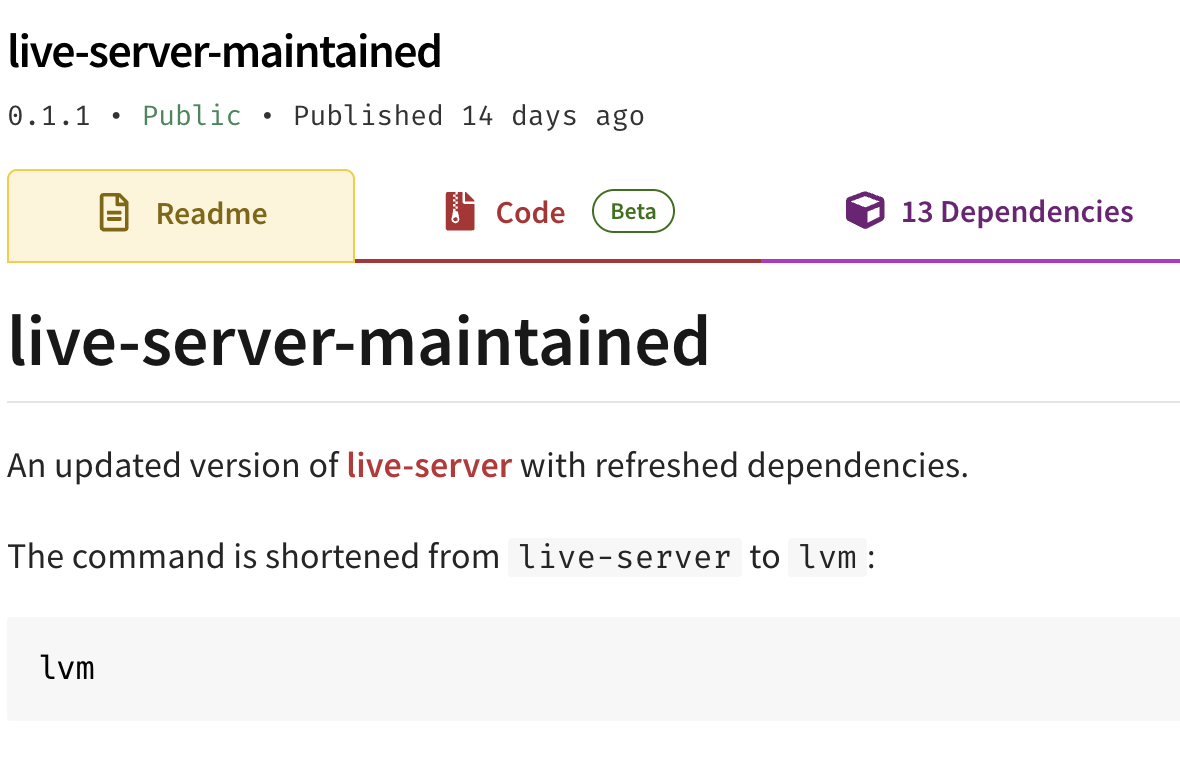 live-server-maintained
0.1.1 • Public • Published 14 days ago
Readme
Code Beta
13 Dependencies
live-server-maintained
An updated version of live-server with refreshed dependencies.
The command is shortened from live-server to lvm:
lvm